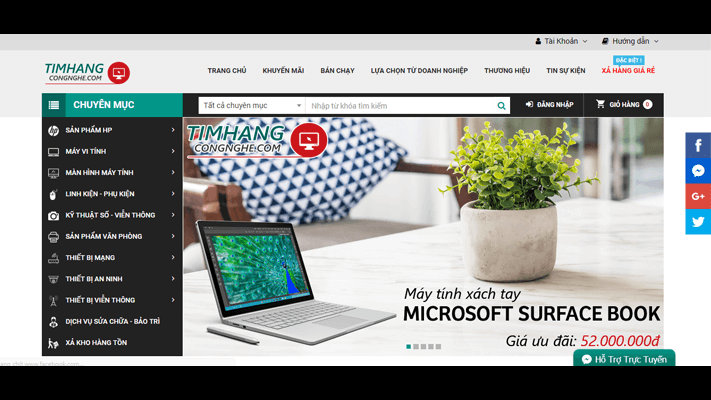 Tài Khoản
Hướng dẫn
TIMHANG
CONGNGHE.COM
ĐẶC BIỆT !
TRANG CHỦ
KHUYẾN MÃI
BÁN CHẠY
LỰA CHỌN TỪ DOANH NGHIỆP
THƯƠNG HIỆU
TIN SỰ KIỆN
XẢ HÀNG GIÁ RẺ
CHUYÊN MỤC
Tất cả chuyên mục
Nhập từ khóa tìm kiếm
ĐĂNG NHẬP
GIỎ HÀNG 0
SẢN PHẨM HP
MÁY VI TÍNH
MÀN HÌNH MÁY TÍNH
LINH KIỆN - PHỤ KIỆN
KỸ THUẬT SỐ - VIỄN THÔNG
SẢN PHẨM VĂN PHÒNG
THIẾT BỊ MẠNG
THIẾT BỊ AN NINH
THIẾT BỊ VIỄN THÔNG
DỊCH VỤ SỬA CHỮA - BẢO TRÌ
XẢ KHO HÀNG TỒN
TIMHANG
CONGNGHE.COM
Máy tính xách tay
MICROSOFT SURFACE BOOK
Giá ưu đãi: 52.000.000đ
Hỗ Trợ Trực Tuyến